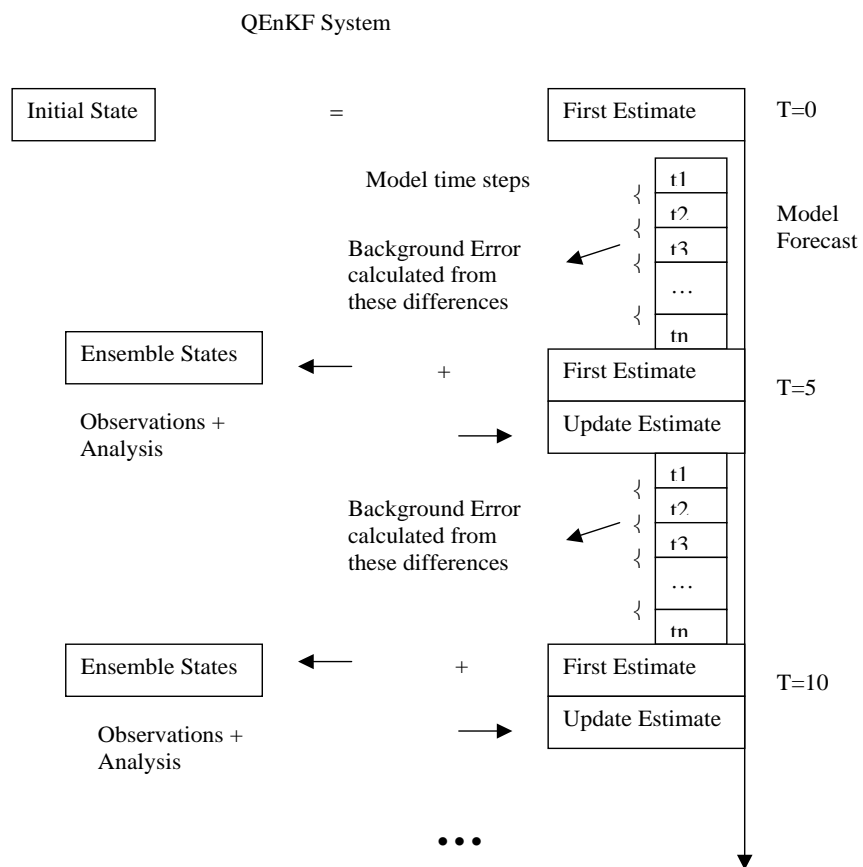 QEnKF System
Initial State = First Estimate T=0
Model time steps
t1
t2
t3
…
tn
Model
Forecast
Background Error
calculated from
these differences
Ensemble States + First Estimate T=5
Observations +
Analysis
Update Estimate
t1
t2
t3
…
tn
Background Error
calculated from
these differences
Ensemble States + First Estimate T=10
Observations +
Analysis
Update Estimate
•••